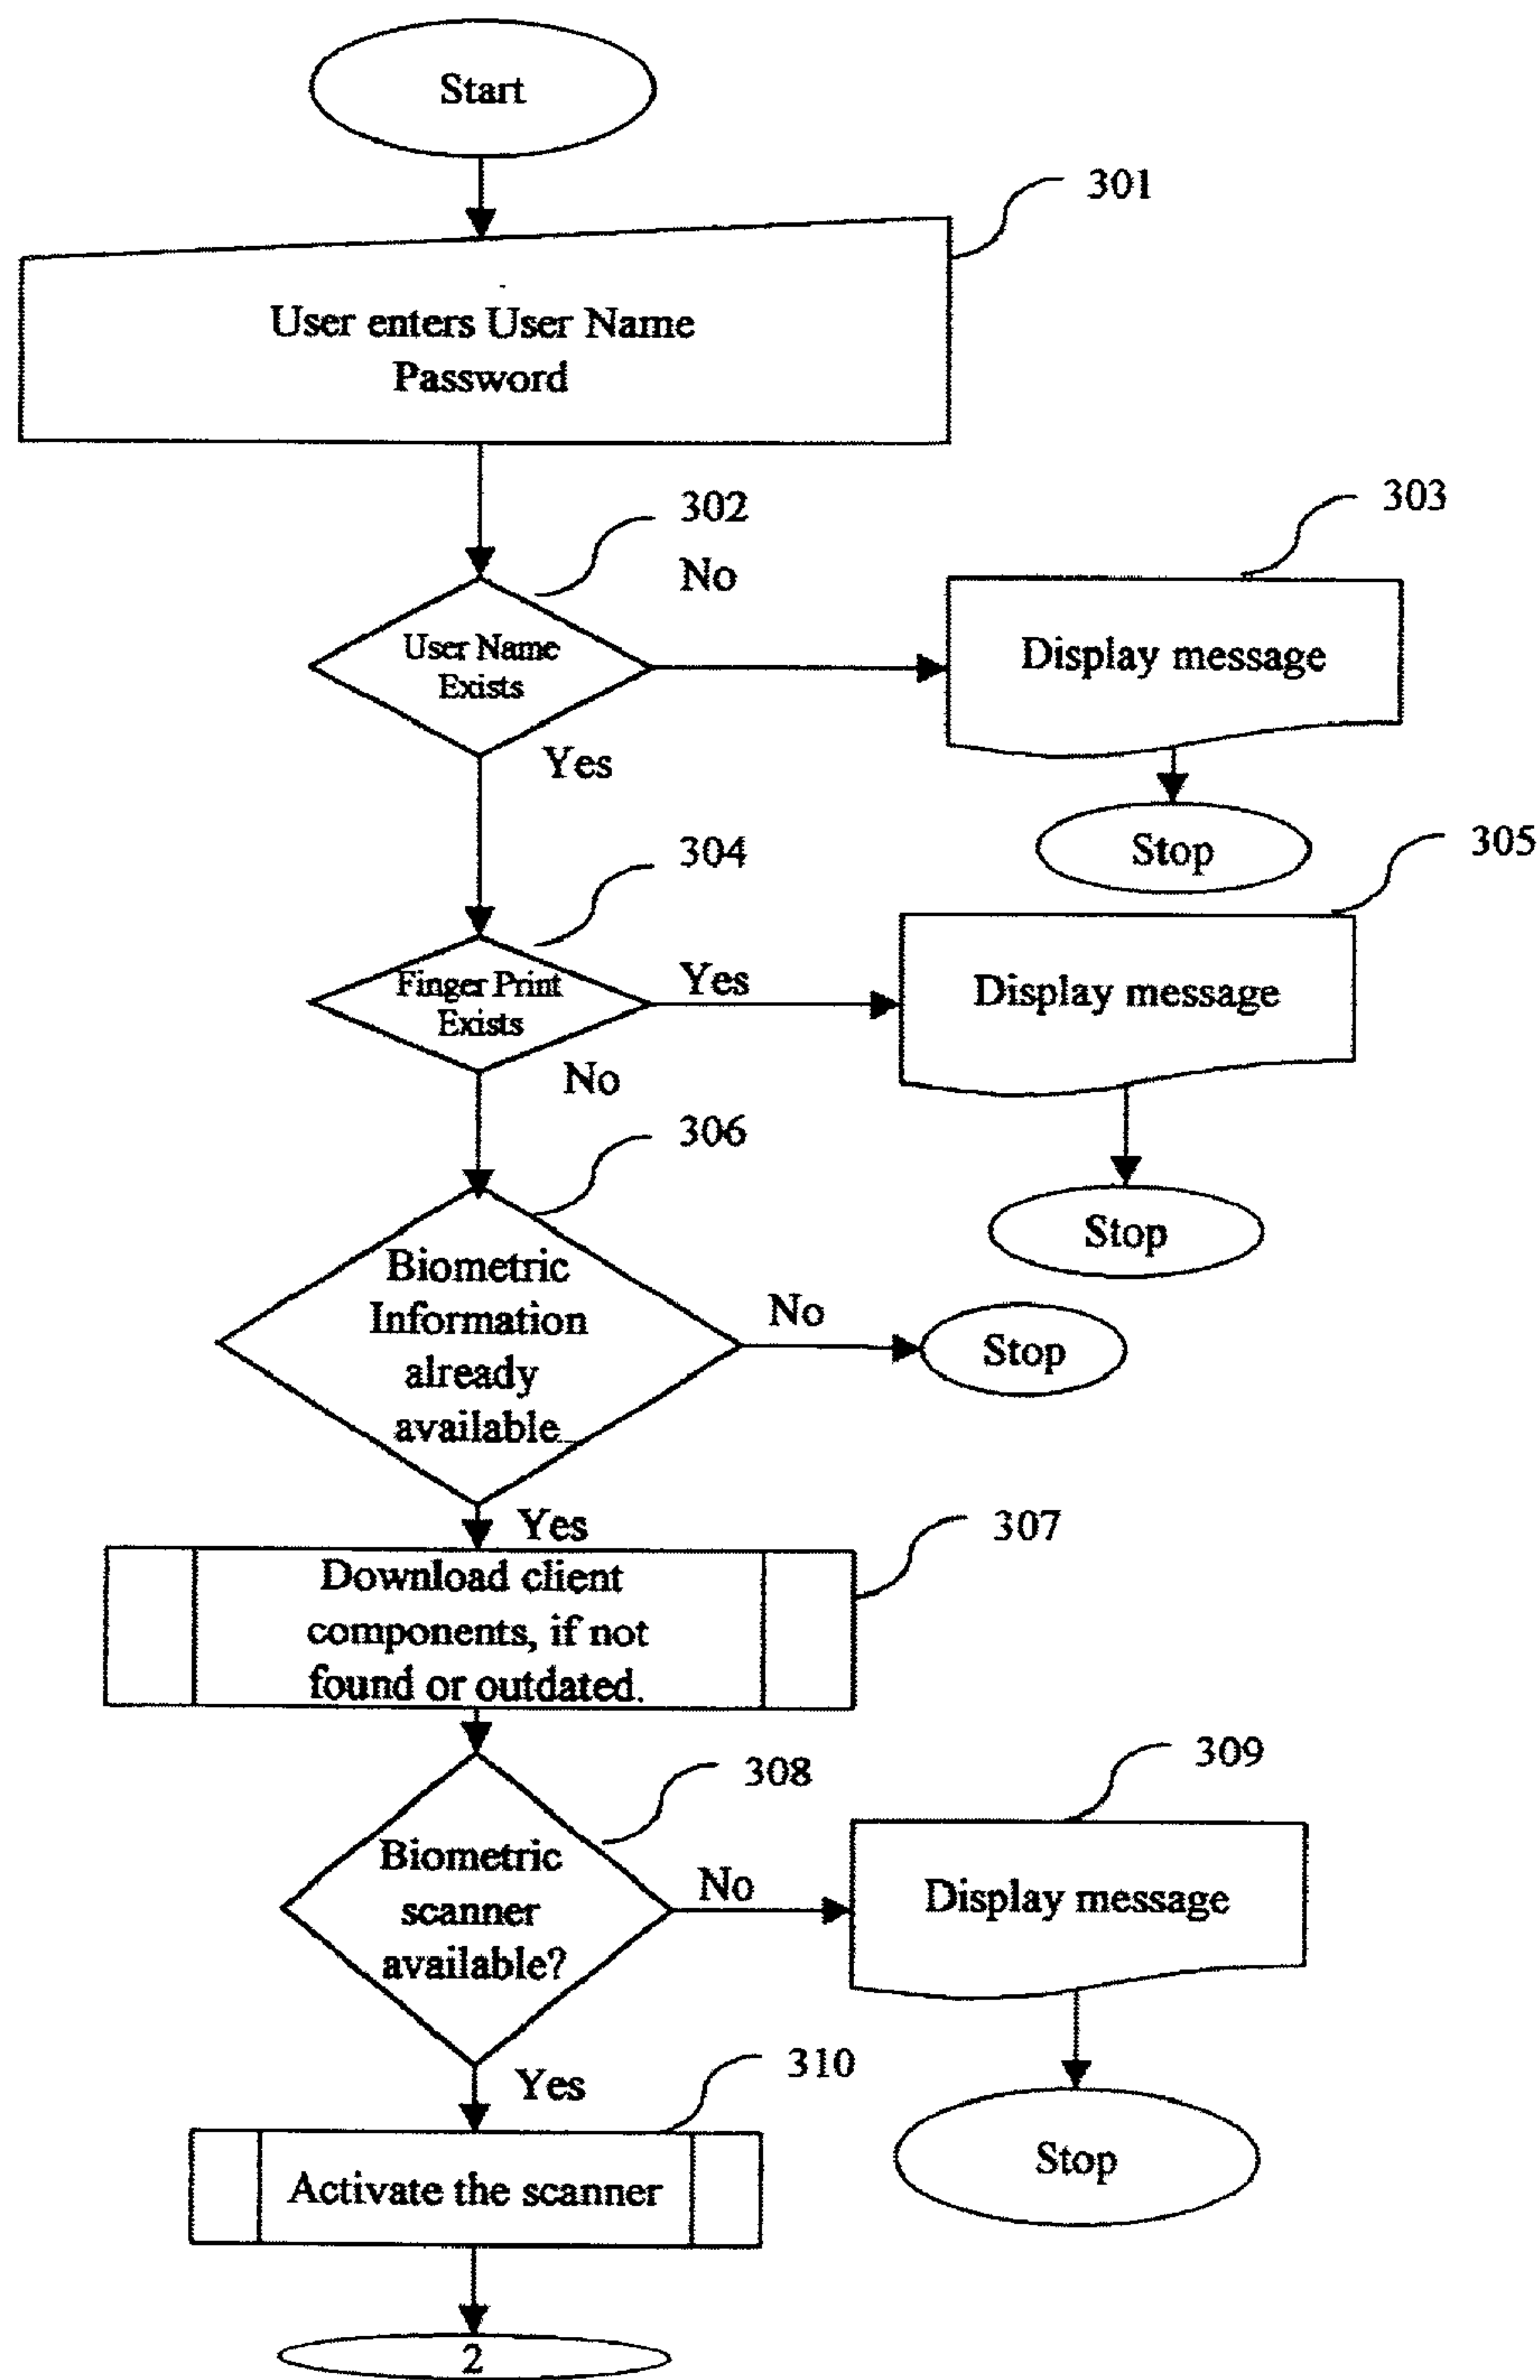 Start
301
User enters User Name
Password
302
303
No
User Name
Exists
Display message
Yes
Stop
304
305
Finger Print
Exists
Yes
Display message
No
306
Stop
Biometric
Information
already
available
No
Stop
Yes
307
Download client
components, if not
found or outdated.
308
309
Biometric
scanner
available?
No
Display message
Yes
310
Stop
Activate the scanner
2